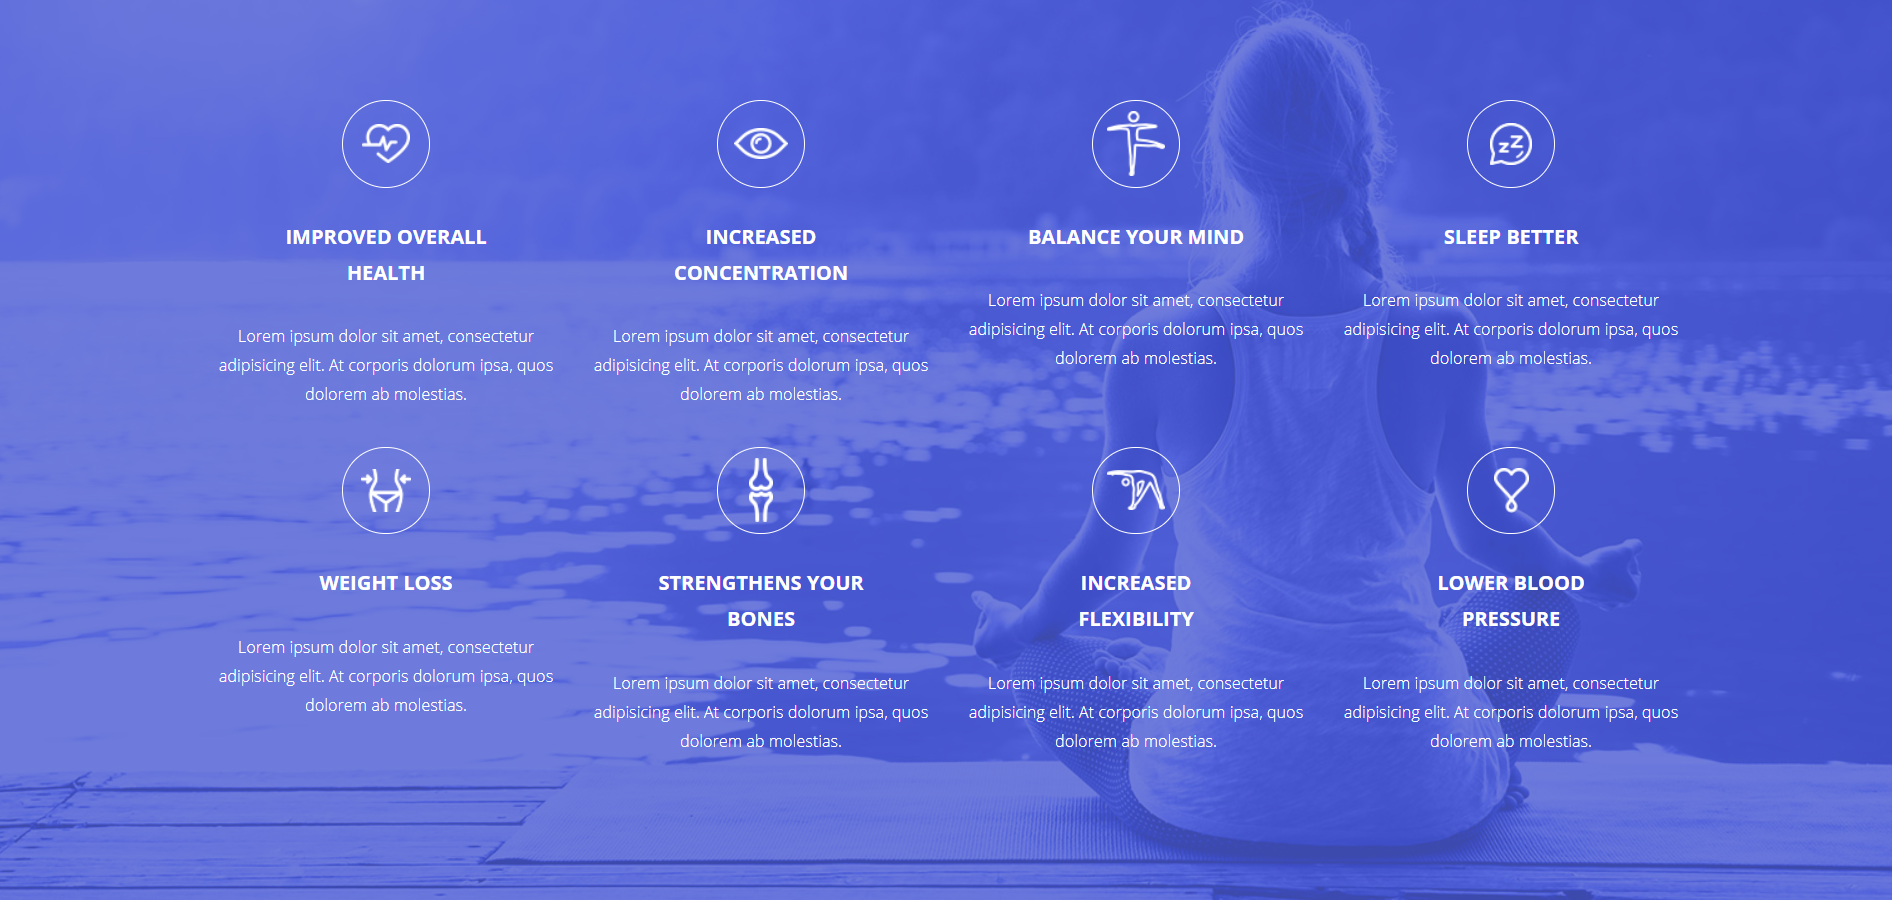 IMPROVED OVERALL
HEALTH
Lorem ipsum dolor sit amet, consectetur
adipisicing elit. At corporis dolorum ipsa, quos
dolorem ab molestias.
INCREASED
CONCENTRATION
Lorem ipsum dolor sit amet, consectetur
adipisicing elit. At corporis dolorum ipsa, quos
dolorem ab molestias.
BALANCE YOUR MIND
Lorem ipsum dolor sit amet, consectetur
adipisicing elit. At corporis dolorum ipsa, quos
dolorem ab molestias.
zZ
SLEEP BETTER
Lorem ipsum dolor sit amet, consectetur
adipisicing elit. At corporis dolorum ipsa, quos
dolorem ab molestias.
WEIGHT LOSS
Lorem ipsum dolor sit amet, consectetur
adipisicing elit. At corporis dolorum ipsa, quos
dolorem ab molestias.
STRENGTHENS YOUR
BONES
Lorem ipsum dolor sit amet, consectetur
adipisicing elit. At corporis dolorum ipsa, quos
dolorem ab molestias.
INCREASED
FLEXIBILITY
Lorem ipsum dolor sit amet, consectetur
adipisicing elit. At corporis dolorum ipsa, quos
dolorem ab molestias.
LOWER BLOOD
PRESSURE
Lorem ipsum dolor sit amet, consectetur
adipisicing elit. At corporis dolorum ipsa, quos
dolorem ab molestias.